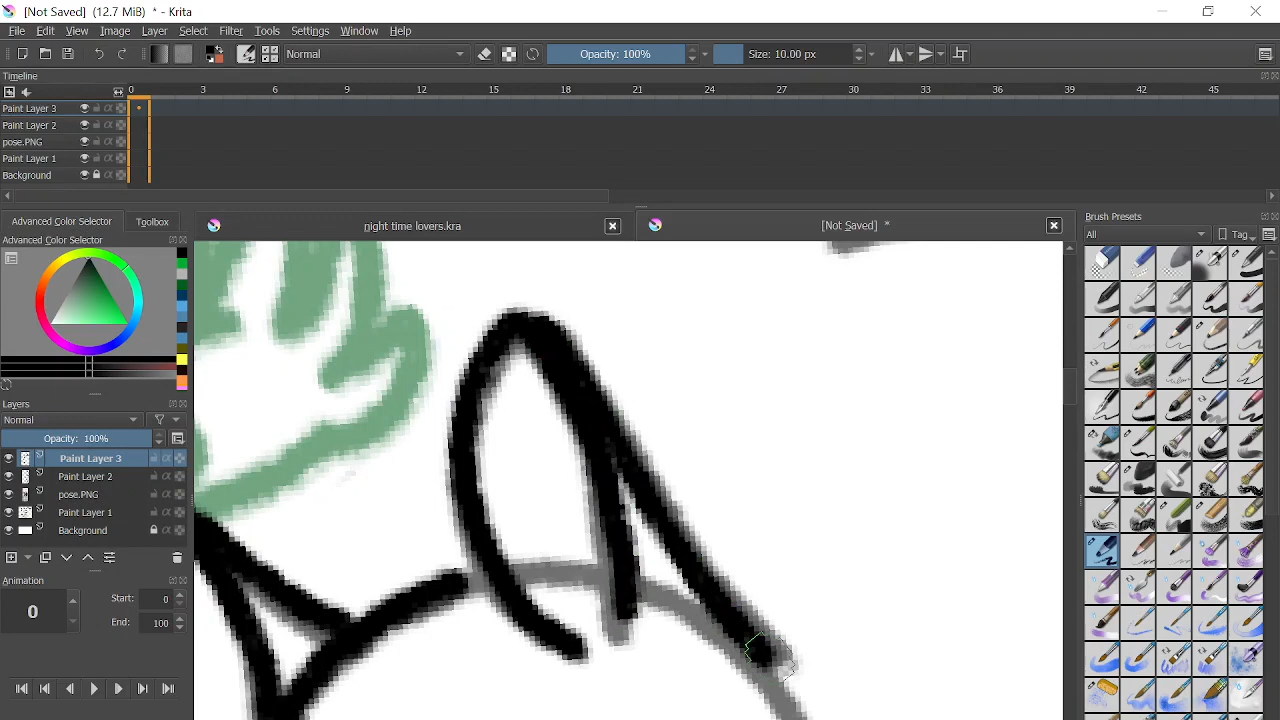 [Not Saved] (12.7 MiB) * - Krita
File Edit View Image Layer Select Filter Tools Settings Window Help
Normal Opacity: 100% Size: 10.00 px
Timeline
0 3 6 9 12 15 18 21 24 27 30 33 36 39 42 45
Paint Layer 3
Paint Layer 2
pose.PNG
Paint Layer 1
Background
Advanced Color Selector Toolbox
night time lovers.kra
[Not Saved] *
Brush Presets
Advanced Color Selector
All Tag
Layers
Normal
Opacity: 100%
Paint Layer 3
Paint Layer 2
pose.PNG
Paint Layer 1
Background
Animation
0
Start: 0
End: 100